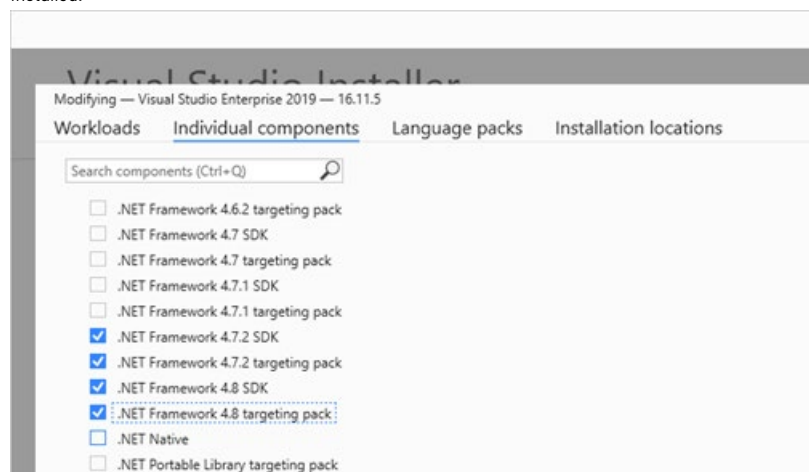 installed.
Visual Studio Installer
Modifying — Visual Studio Enterprise 2019 — 16.11.5
Workloads Individual components Language packs Installation locations
Search components (Ctrl+Q)
.NET Framework 4.6.2 targeting pack
.NET Framework 4.7 SDK
.NET Framework 4.7 targeting pack
.NET Framework 4.7.1 SDK
.NET Framework 4.7.1 targeting pack
.NET Framework 4.7.2 SDK
.NET Framework 4.7.2 targeting pack
.NET Framework 4.8 SDK
.NET Framework 4.8 targeting pack
.NET Native
.NET Portable Library targeting pack